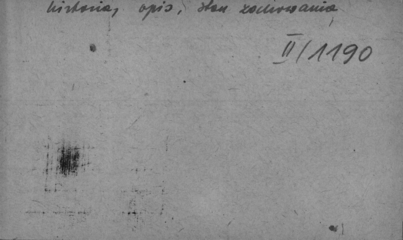 historia, opis, stan zachowania
II/1190